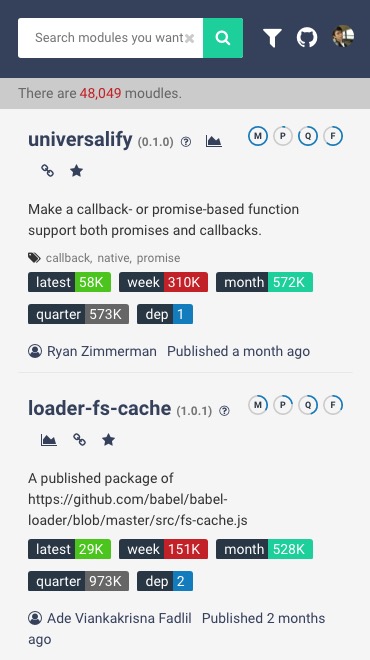 Search modules you want
There are 48,049 moudles.
universalify (0.1.0) M P Q F
Make a callback- or promise-based function
support both promises and callbacks.
callback, native, promise
latest 58K week 310K month 572K
quarter 573K dep 1
Ryan Zimmerman Published a month ago
loader-fs-cache (1.0.1) M P Q F
A published package of
https://github.com/babel/babel-
loader/blob/master/src/fs-cache.js
latest 29K week 151K month 528K
quarter 973K dep 2
Ade Viankakrisna Fadlil Published 2 months
ago